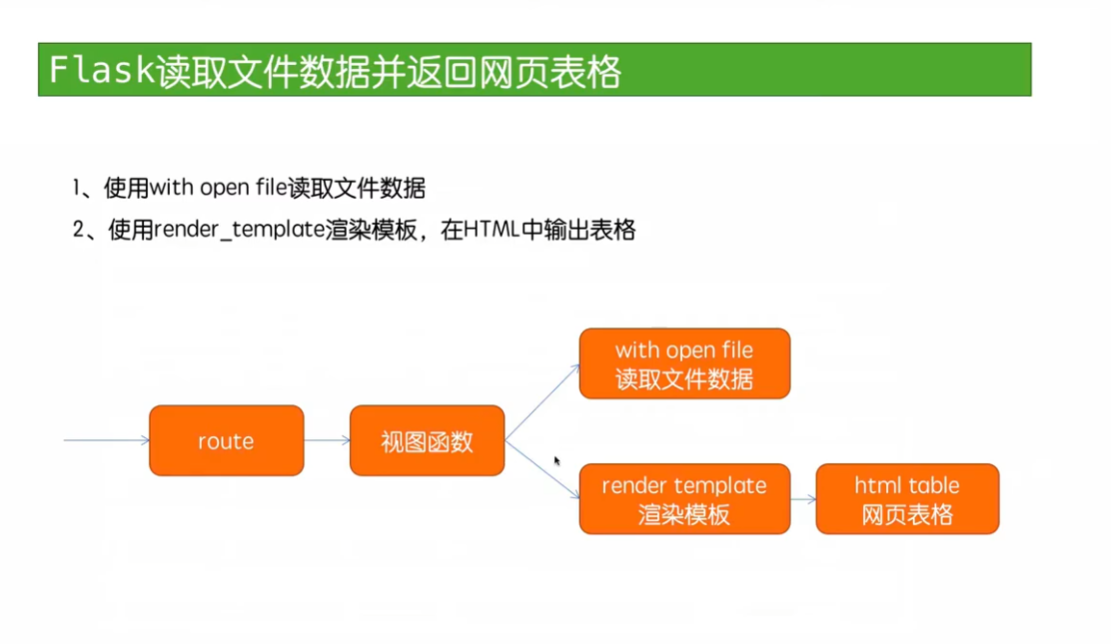 Flask读取文件数据并返回网页表格
1、使用with open file读取文件数据
2、使用render_template渲染模板，在HTML中输出表格
with open file
读取文件数据
route
视图函数
render template
渲染模板
html table
网页表格